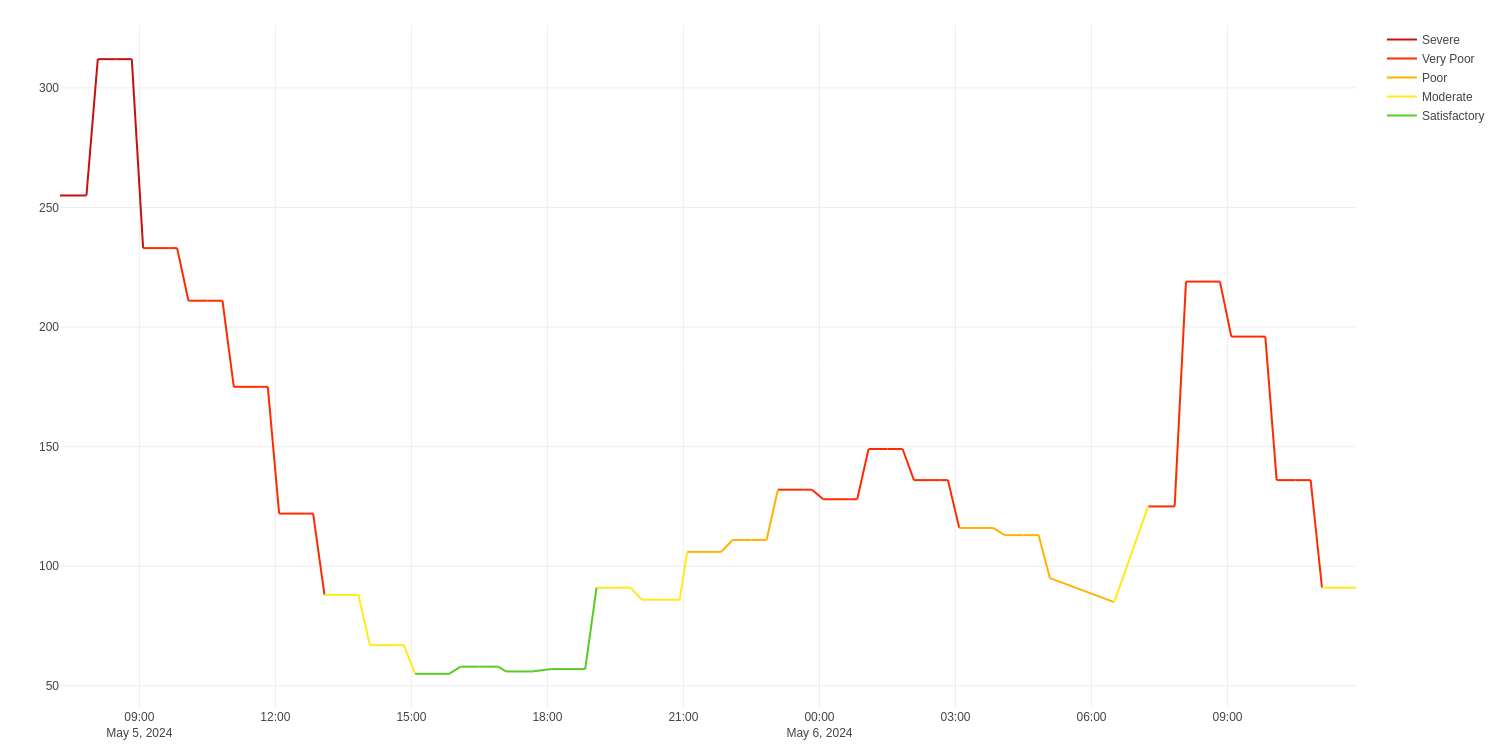 300
250
200
150
100
50
09:00 12:00 15:00 18:00 21:00 00:00 03:00 06:00 09:00
May 5, 2024 May 6, 2024
Severe
Very Poor
Poor
Moderate
Satisfactory